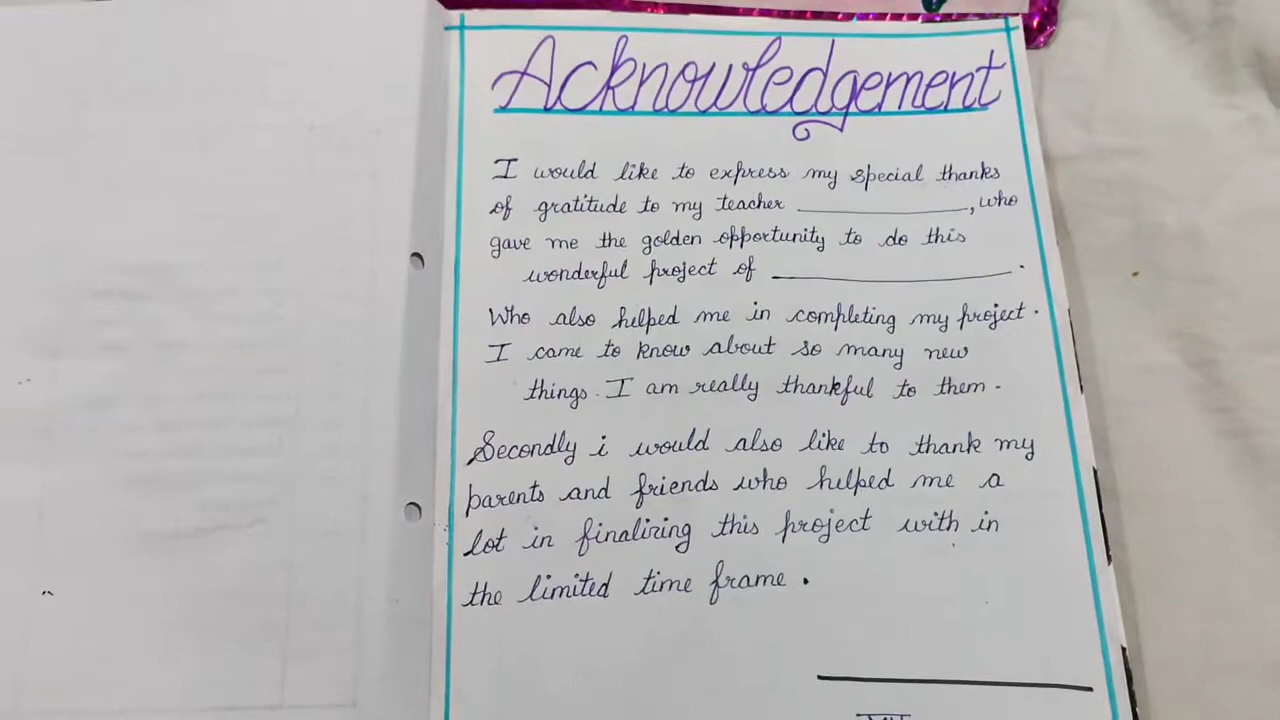 Acknowledgement
I would like to express my special thanks
of gratitude to my teacher __________, who
gave me the golden opportunity to do this
wonderful project of ______________.
Who also helped me in completing my project.
I came to know about so many new
things. I am really thankful to them.
Secondly i would also like to thank my
parents and friends who helped me a
lot in finalizing this project with in
the limited time frame.